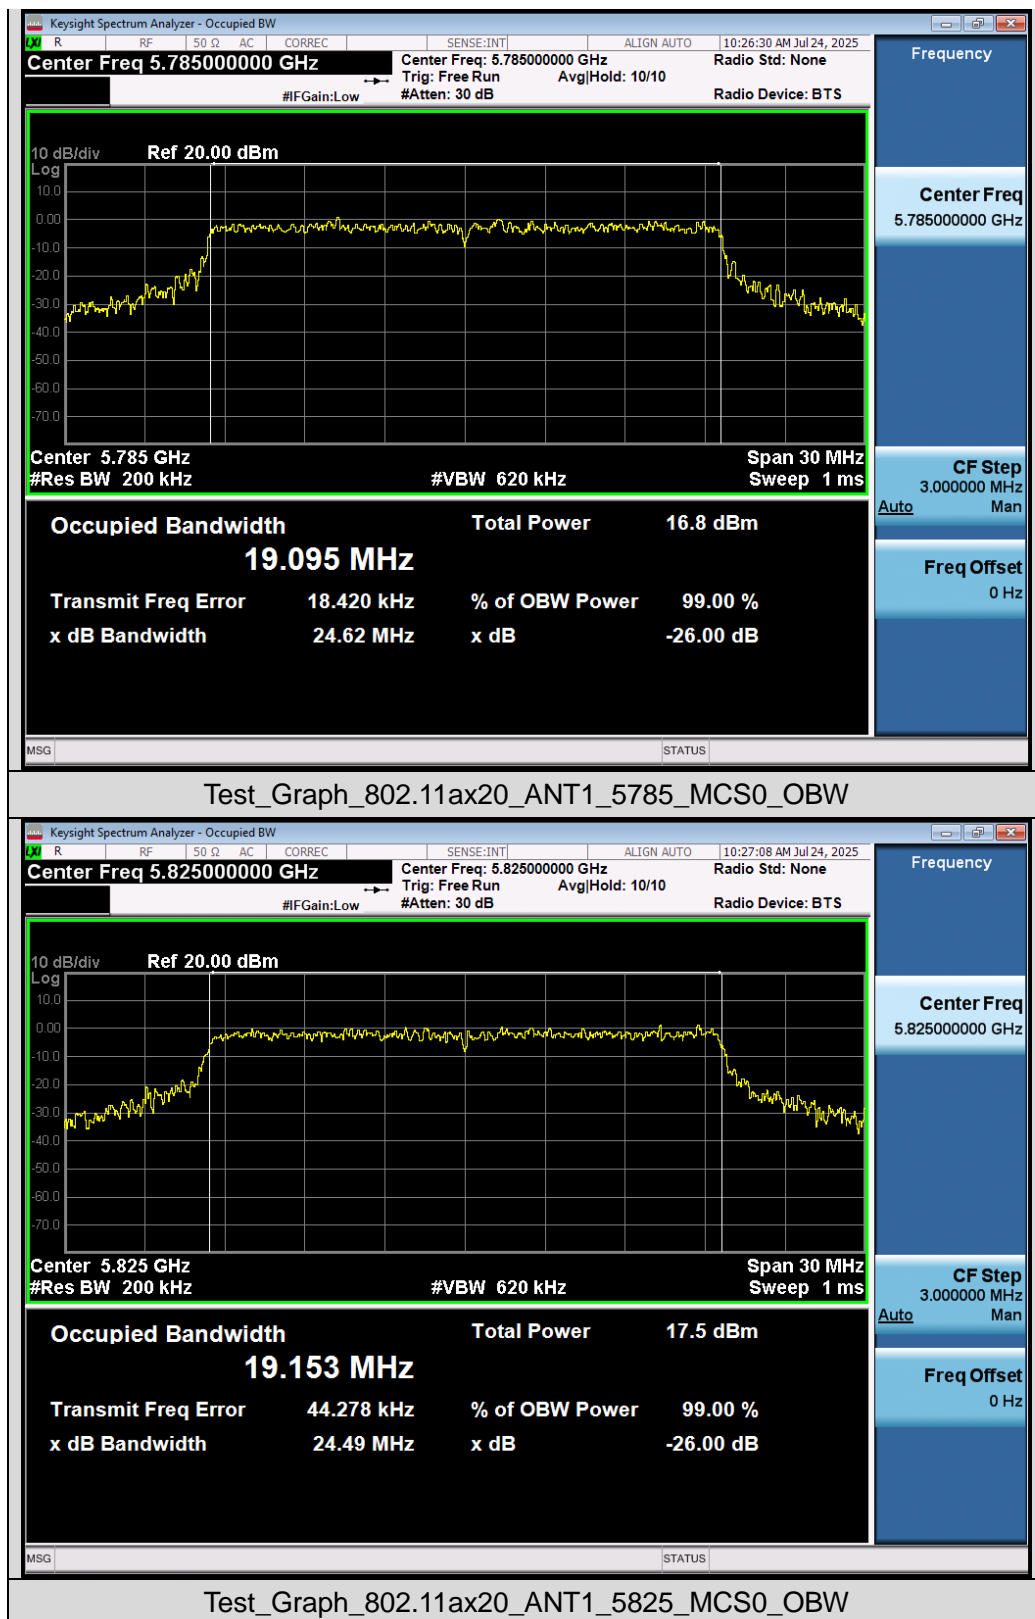 Keysight Spectrum Analyzer - Occupied BW
LXI R RF 50 Ω AC CORREC SENSE:INT ALIGN AUTO 10:26:30 AM Jul 24, 2025
Center Freq 5.785000000 GHz
Center Freq: 5.785000000 GHz Radio Std: None
Trig: Free Run Avg|Hold: 10/10
#IFGain:Low #Atten: 30 dB Radio Device: BTS
Frequency
10 dB/div Ref 20.00 dBm
Log
10.0
0.00
-10.0
-20.0
-30.0
-40.0
-50.0
-60.0
-70.0
Center 5.785 GHz Span 30 MHz
#Res BW 200 kHz #VBW 620 kHz Sweep 1 ms
Center Freq
5.785000000 GHz
CF Step
3.000000 MHz
Auto Man
Freq Offset
0 Hz
Occupied Bandwidth Total Power 16.8 dBm
19.095 MHz
Transmit Freq Error 18.420 kHz % of OBW Power 99.00 %
x dB Bandwidth 24.62 MHz x dB -26.00 dB
MSG STATUS
Test_Graph_802.11ax20_ANT1_5785_MCS0_OBW
Keysight Spectrum Analyzer - Occupied BW
LXI R RF 50 Ω AC CORREC SENSE:INT ALIGN AUTO 10:27:08 AM Jul 24, 2025
Center Freq 5.825000000 GHz
Center Freq: 5.825000000 GHz Radio Std: None
Trig: Free Run Avg|Hold: 10/10
#IFGain:Low #Atten: 30 dB Radio Device: BTS
Frequency
10 dB/div Ref 20.00 dBm
Log
10.0
0.00
-10.0
-20.0
-30.0
-40.0
-50.0
-60.0
-70.0
Center 5.825 GHz Span 30 MHz
#Res BW 200 kHz #VBW 620 kHz Sweep 1 ms
Center Freq
5.825000000 GHz
CF Step
3.000000 MHz
Auto Man
Freq Offset
0 Hz
Occupied Bandwidth Total Power 17.5 dBm
19.153 MHz
Transmit Freq Error 44.278 kHz % of OBW Power 99.00 %
x dB Bandwidth 24.49 MHz x dB -26.00 dB
MSG STATUS
Test_Graph_802.11ax20_ANT1_5825_MCS0_OBW